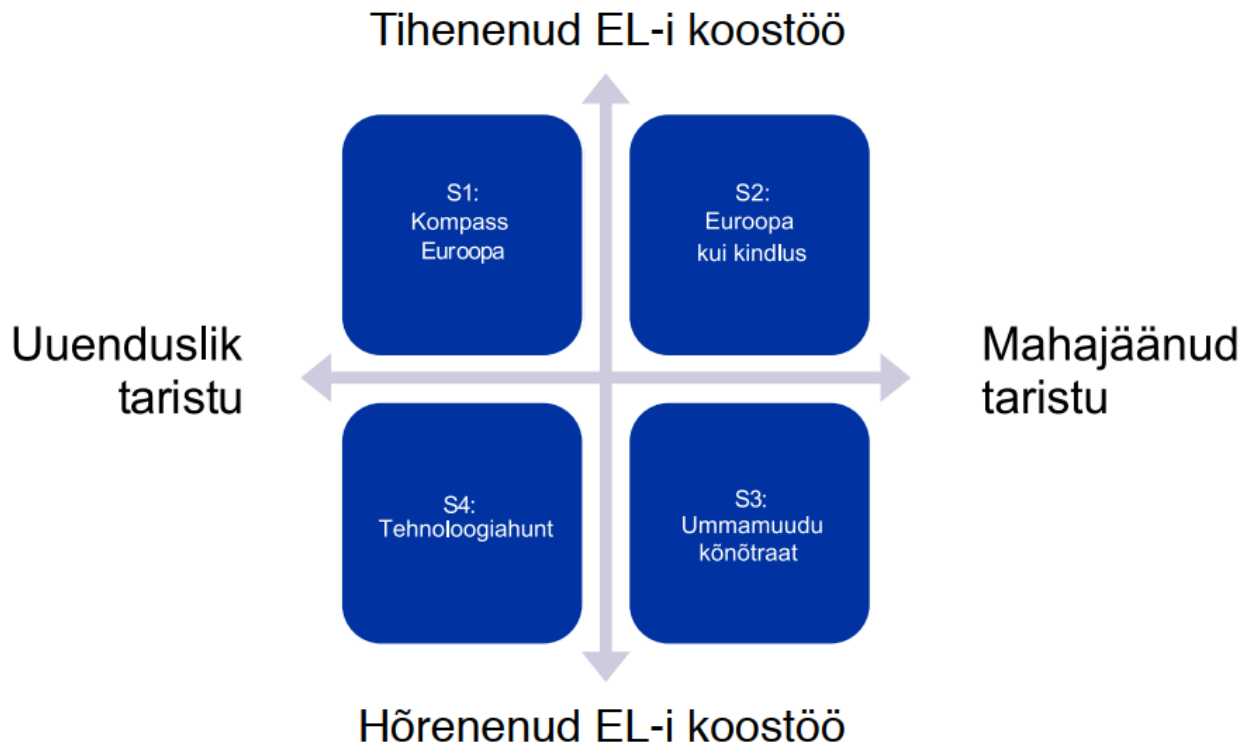 Tihenenud EL-i koostöö
S1:
Kompass
Euroopa
S2:
Euroopa
kui kindlus
Uuenduslik
taristu
Mahajäänud
taristu
S4:
Tehnoloogiahunt
S3:
Ummamuudu
kõnõtraat
Hõrenenud EL-i koostöö